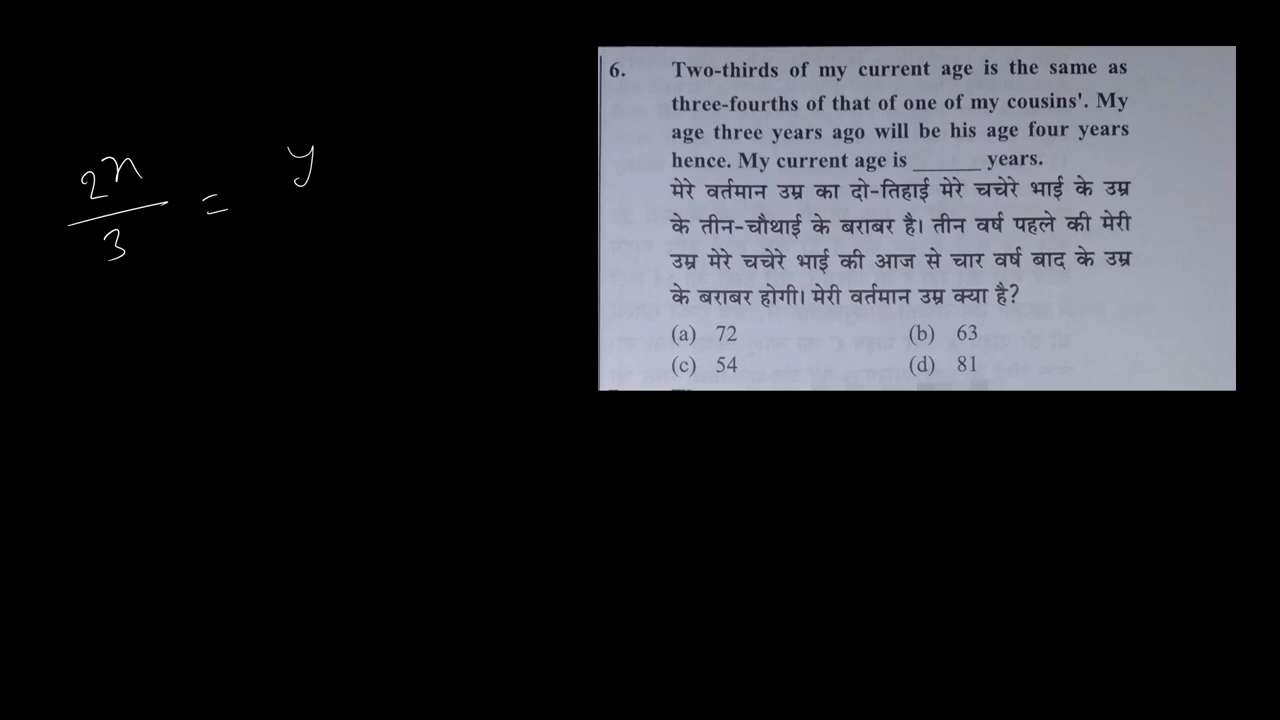 2x
3
=
y
6. Two-thirds of my current age is the same as
three-fourths of that of one of my cousins'. My
age three years ago will be his age four years
hence. My current age is ______ years.
मेरे वर्तमान उम्र का दो-तिहाई मेरे चचेरे भाई के उम्र
के तीन-चौथाई के बराबर है। तीन वर्ष पहले की मेरी
उम्र मेरे चचेरे भाई की आज से चार वर्ष बाद के उम्र
के बराबर होगी। मेरी वर्तमान उम्र क्या है?
(a) 72 (b) 63
(c) 54 (d) 81